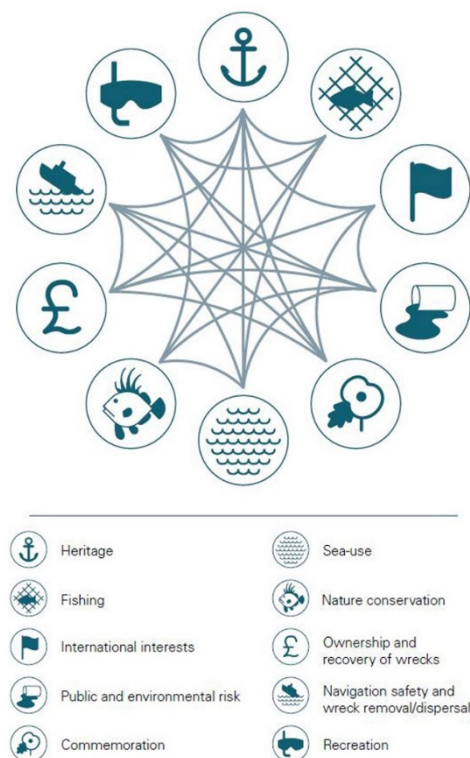 £
Heritage
Sea-use
Fishing
Nature conservation
International interests
£
Ownership and
recovery of wrecks
Public and environmental risk
Navigation safety and
wreck removal/dispersal
Commemoration
Recreation